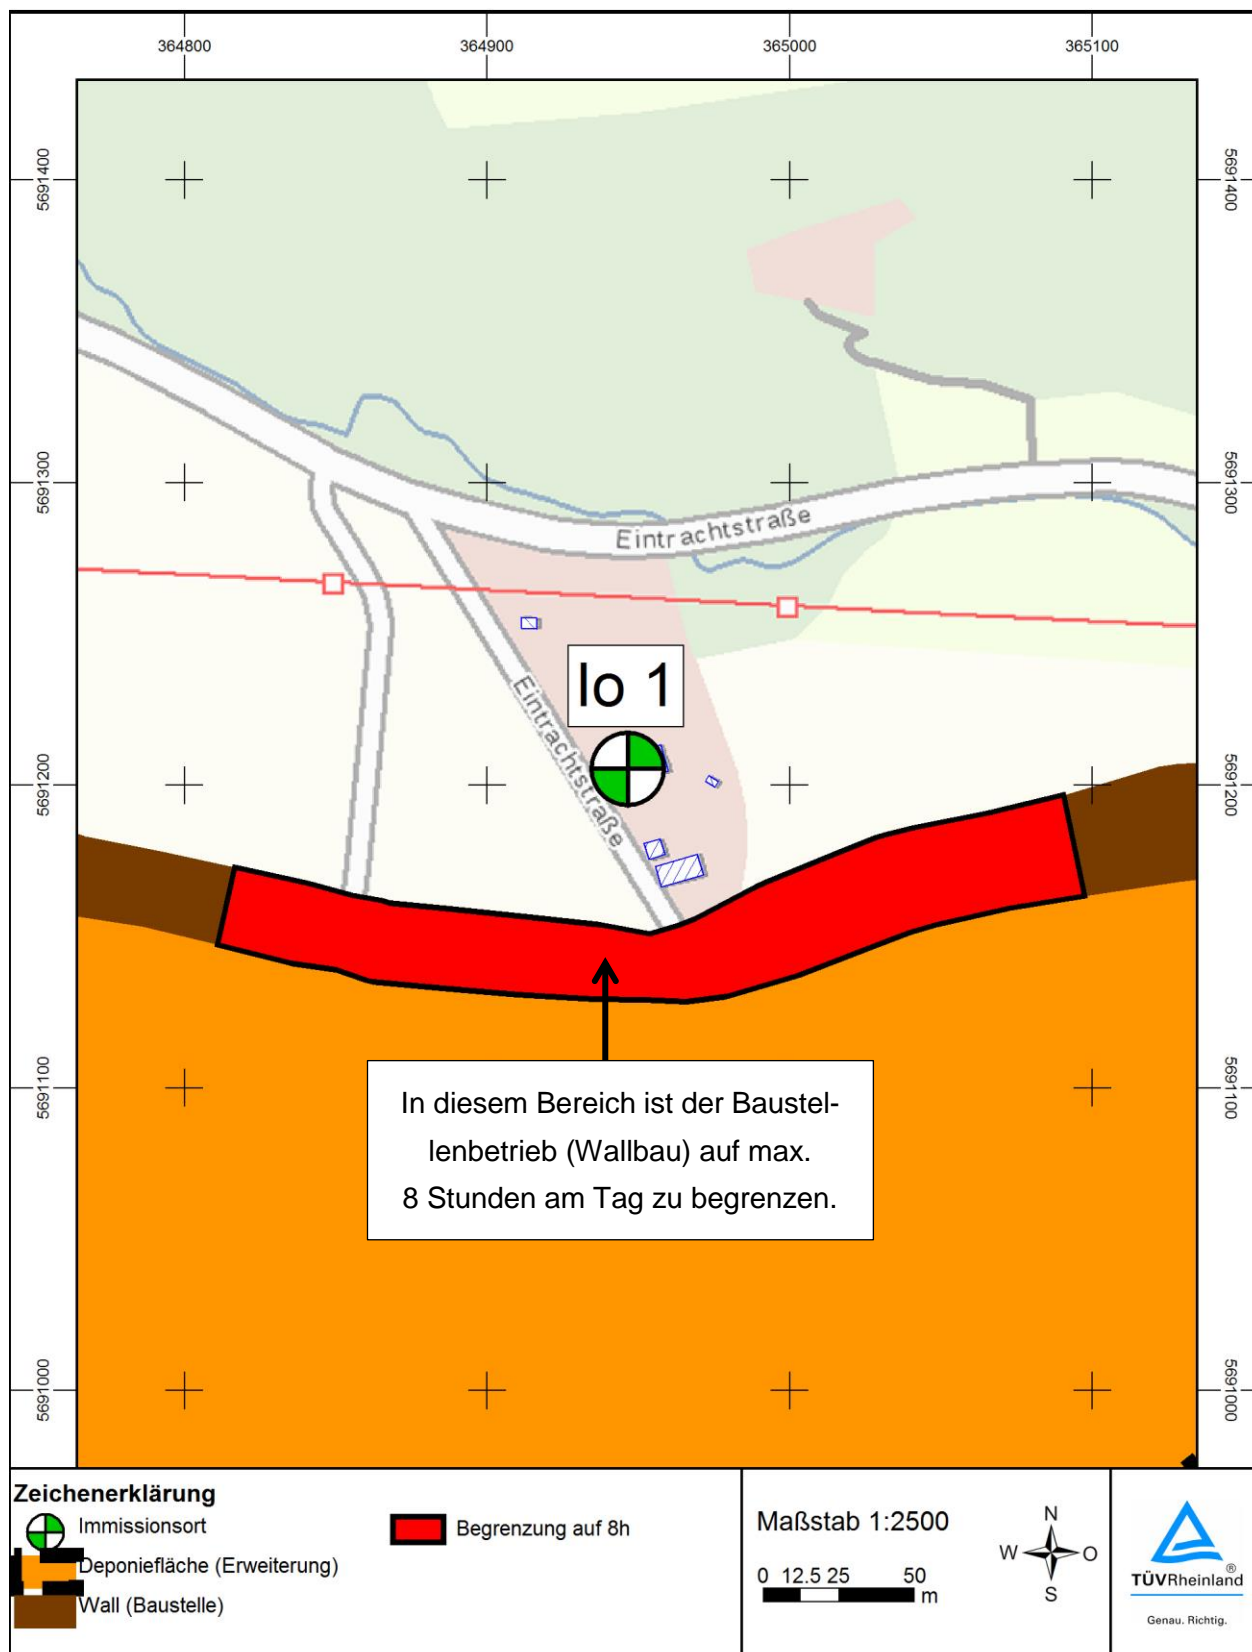 364800 364900 365000 365100
5691400 5691400
5691300 5691300
Eintrachtstraße
Io 1
Eintrachtstraße
5691200 5691200
In diesem Bereich ist der Baustel-
lenbetrieb (Wallbau) auf max.
8 Stunden am Tag zu begrenzen.
5691100 5691100
5691000 5691000
Zeichenerklärung
Immissionsort
Deponiefläche (Erweiterung)
Wall (Baustelle)
Begrenzung auf 8h
Maßstab 1:2500
0 12.5 25 50
m
N
W O
S
TÜVRheinland®
Genau. Richtig.